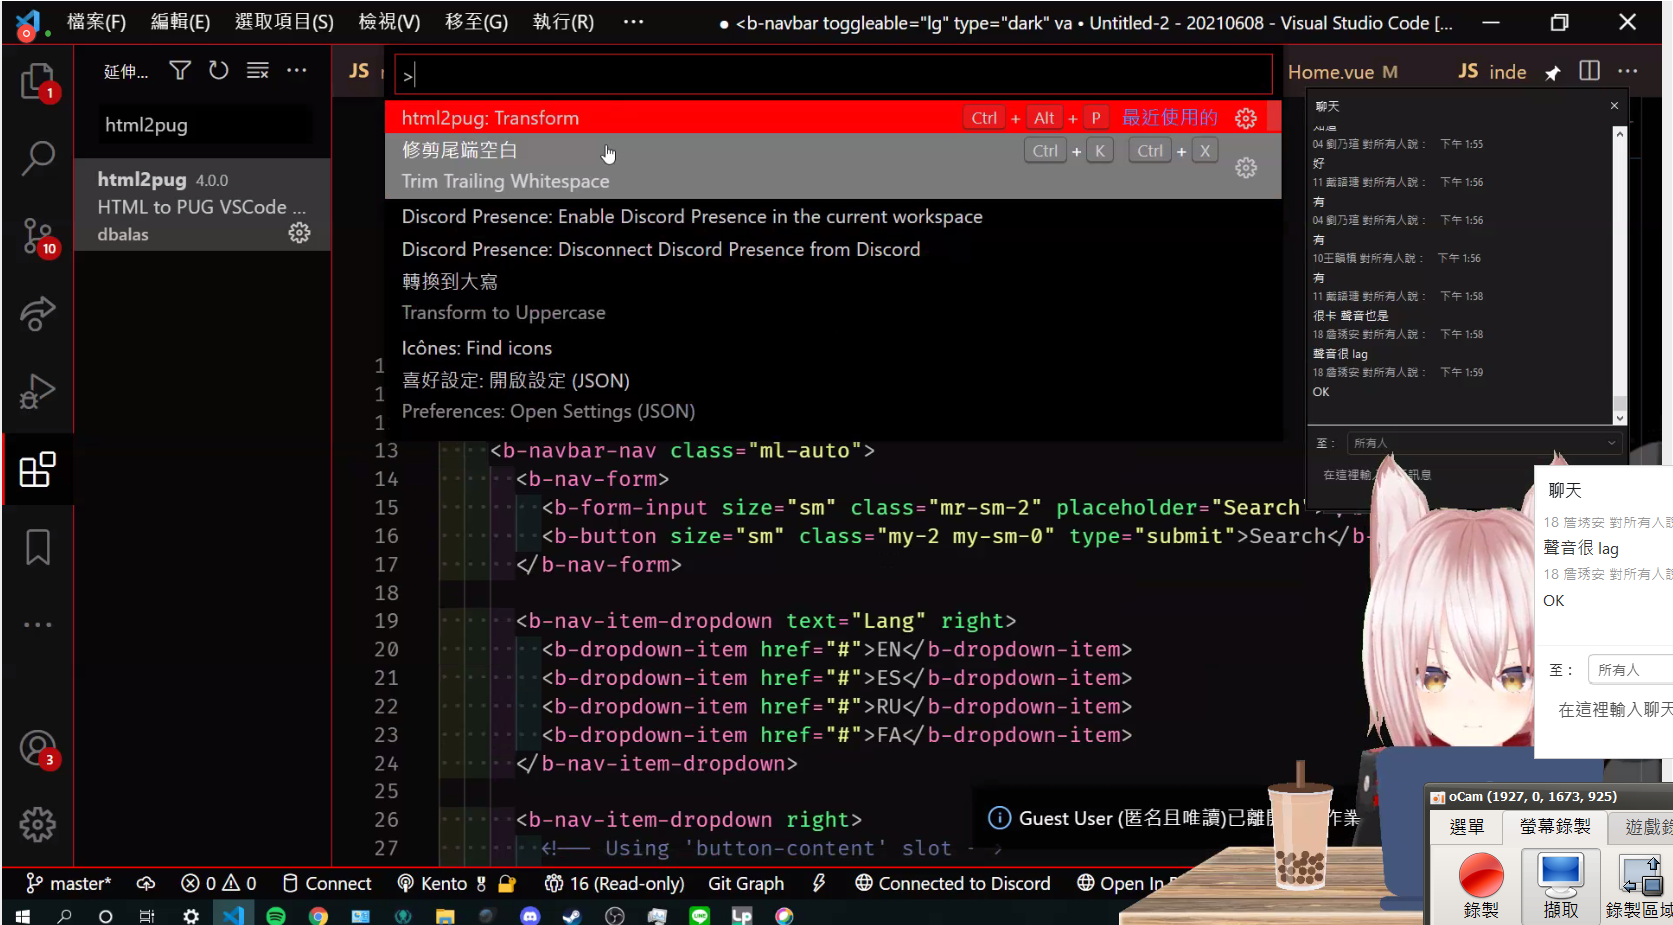 檔案(F) 編輯(E) 選取項目(S) 檢視(V) 移至(G) 執行(R) ···
● <b-navbar toggleable="lg" type="dark" va • Untitled-2 - 20210608 - Visual Studio Code [...
延伸... ···
html2pug
html2pug 4.0.0
HTML to PUG VSCode ...
dbalas
1
10
3
JS
Home.vue M
JS inde
>
html2pug: Transform Ctrl + Alt + P 最近使用的
修剪尾端空白 Ctrl + K Ctrl + X
Trim Trailing Whitespace
Discord Presence: Enable Discord Presence in the current workspace
Discord Presence: Disconnect Discord Presence from Discord
轉換到大寫
Transform to Uppercase
Icônes: Find icons
喜好設定: 開啟設定 (JSON)
Preferences: Open Settings (JSON)
1
1
1
13 <b-navbar-nav class="ml-auto">
14 <b-nav-form>
15 <b-form-input size="sm" class="mr-sm-2" placeholder="Search"
16 <b-button size="sm" class="my-2 my-sm-0" type="submit">Search</b-
17 </b-nav-form>
18
19 <b-nav-item-dropdown text="Lang" right>
20 <b-dropdown-item href="#">EN</b-dropdown-item>
21 <b-dropdown-item href="#">ES</b-dropdown-item>
22 <b-dropdown-item href="#">RU</b-dropdown-item>
23 <b-dropdown-item href="#">FA</b-dropdown-item>
24 </b-nav-item-dropdown>
25
26 <b-nav-item-dropdown right>
27 <!-- Using 'button-content' slot -->
聊天
04 劉乃瑄 對所有人說： 下午 1:55
好
11 戴語瓏 對所有人說： 下午 1:56
有
04 劉乃瑄 對所有人說： 下午 1:56
有
10王 對所有人說： 下午 1:56
有
11 戴語瓏 對所有人說： 下午 1:58
很卡 聲音也是
18 詹琇安 對所有人說： 下午 1:58
聲音很 lag
18 詹琇安 對所有人說： 下午 1:59
OK
至： 所有人
在這裡輸入 訊息
聊天
18 詹琇安 對所有人說
聲音很 lag
18 詹琇安 對所有人說
OK
至： 所有人
在這裡輸入聊天
Guest User (匿名且唯讀)已離開 作業
oCam (1927, 0, 1673, 925)
選單 螢幕錄製 遊戲錄
錄製 擷取 錄製區域
master* 0 0 Connect Kento 16 (Read-only) Git Graph Connected to Discord Open In
LINE
Lp